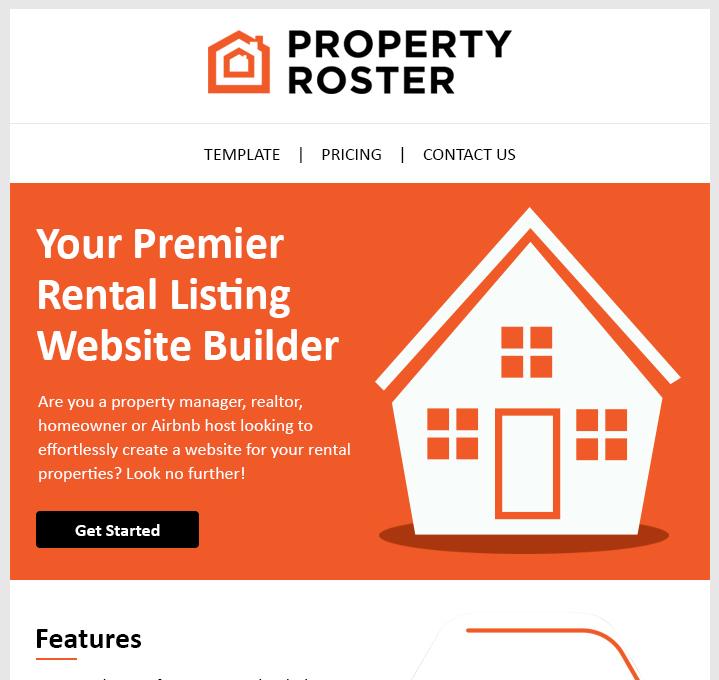 PROPERTY
ROSTER
TEMPLATE | PRICING | CONTACT US
Your Premier
Rental Listing
Website Builder
Are you a property manager, realtor,
homeowner or Airbnb host looking to
effortlessly create a website for your rental
properties? Look no further!
Get Started
Features